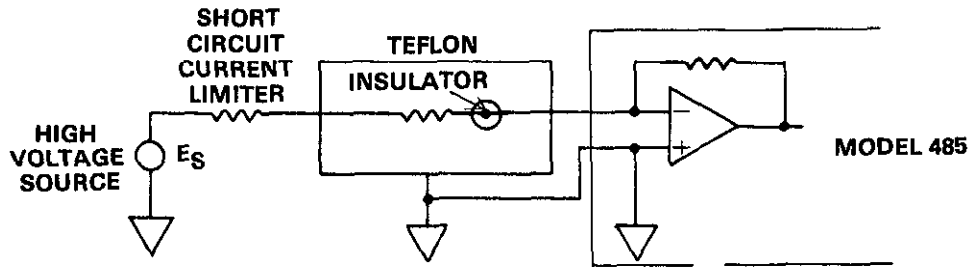 SHORT
CIRCUIT
CURRENT
LIMITER
TEFLON
INSULATOR
HIGH
VOLTAGE
SOURCE
ES
−
+
MODEL 485